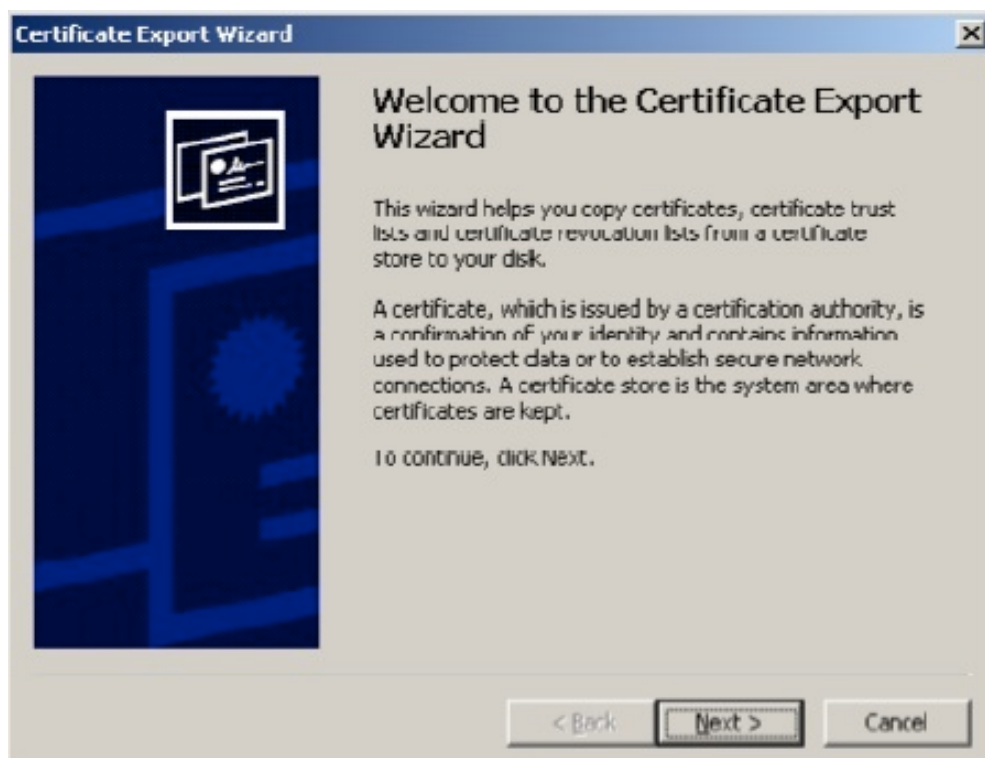 Certificate Export Wizard
Welcome to the Certificate Export
Wizard
This wizard helps you copy certificates, certificate trust
lists and certificate revocation lists from a certificate
store to your disk.
A certificate, which is issued by a certification authority, is
a confirmation of your identity and contains information
used to protect data or to establish secure network
connections. A certificate store is the system area where
certificates are kept.
To continue, click Next.
< Back Next > Cancel